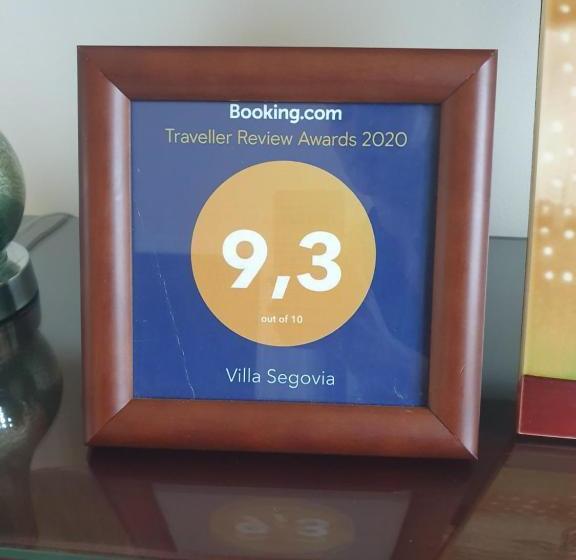 Booking.com
Traveller Review Awards 2020
9,3
out of 10
Villa Segovia